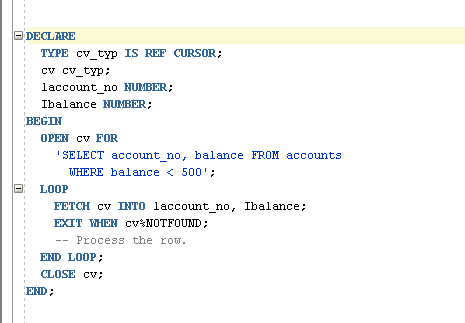 DECLARE
TYPE cv_typ IS REF CURSOR;
cv cv_typ;
laccount_no NUMBER;
Ibalance NUMBER;
BEGIN
OPEN cv FOR
'SELECT account_no, balance FROM accounts
WHERE balance < 500';
LOOP
FETCH cv INTO laccount_no, Ibalance;
EXIT WHEN cv%NOTFOUND;
-- Process the row.
END LOOP;
CLOSE cv;
END;